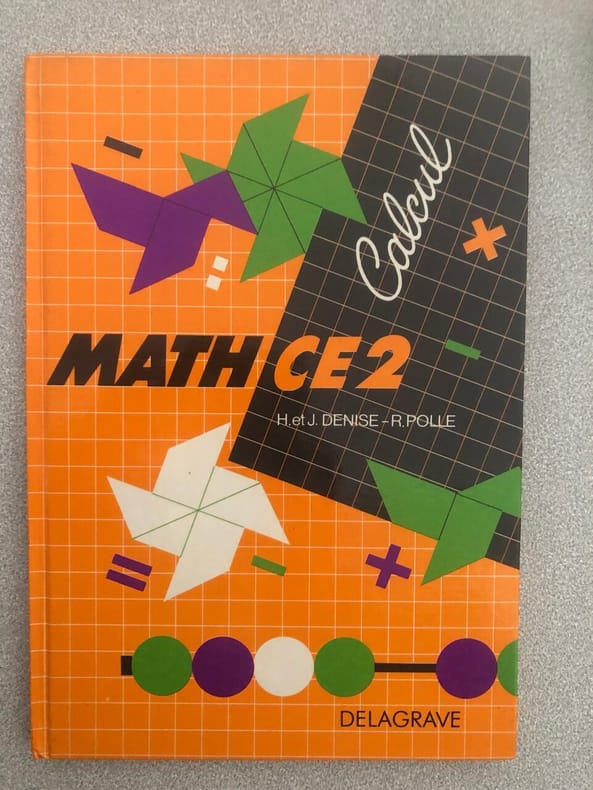 Calcul
MATH CE2
H. et J. DENISE - R. POLLE
DELAGRAVE